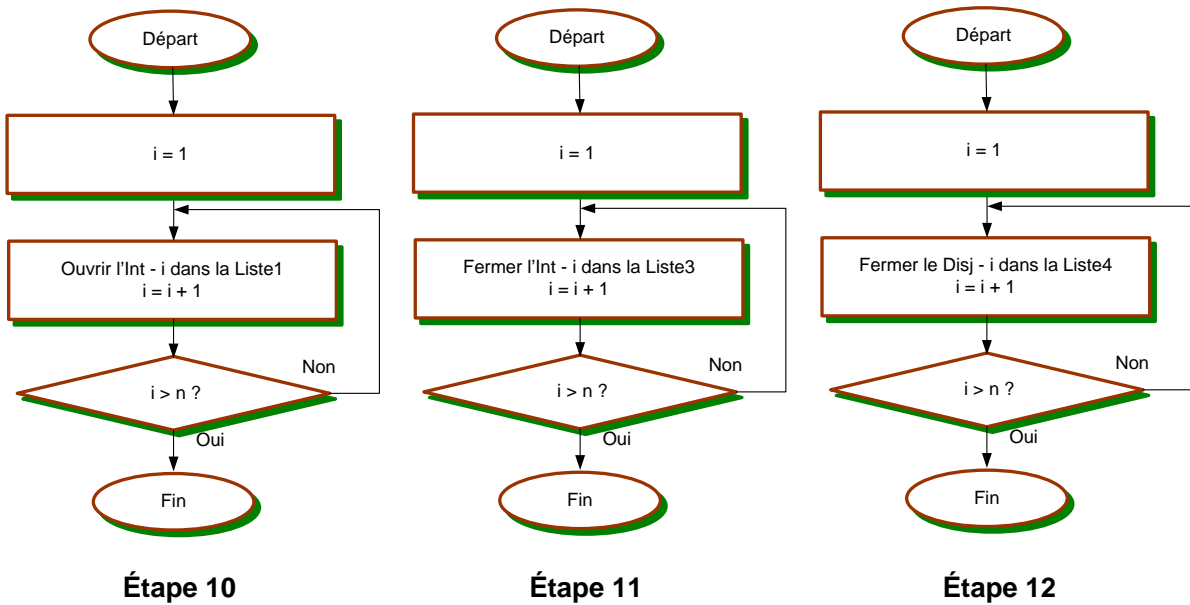 Départ
i = 1
Ouvrir l'Int - i dans la Liste1
i = i + 1
Non
i > n ?
Oui
Fin
Étape 10
Départ
i = 1
Fermer l'Int - i dans la Liste3
i = i + 1
Non
i > n ?
Oui
Fin
Étape 11
Départ
i = 1
Fermer le Disj - i dans la Liste4
i = i + 1
Non
i > n ?
Oui
Fin
Étape 12